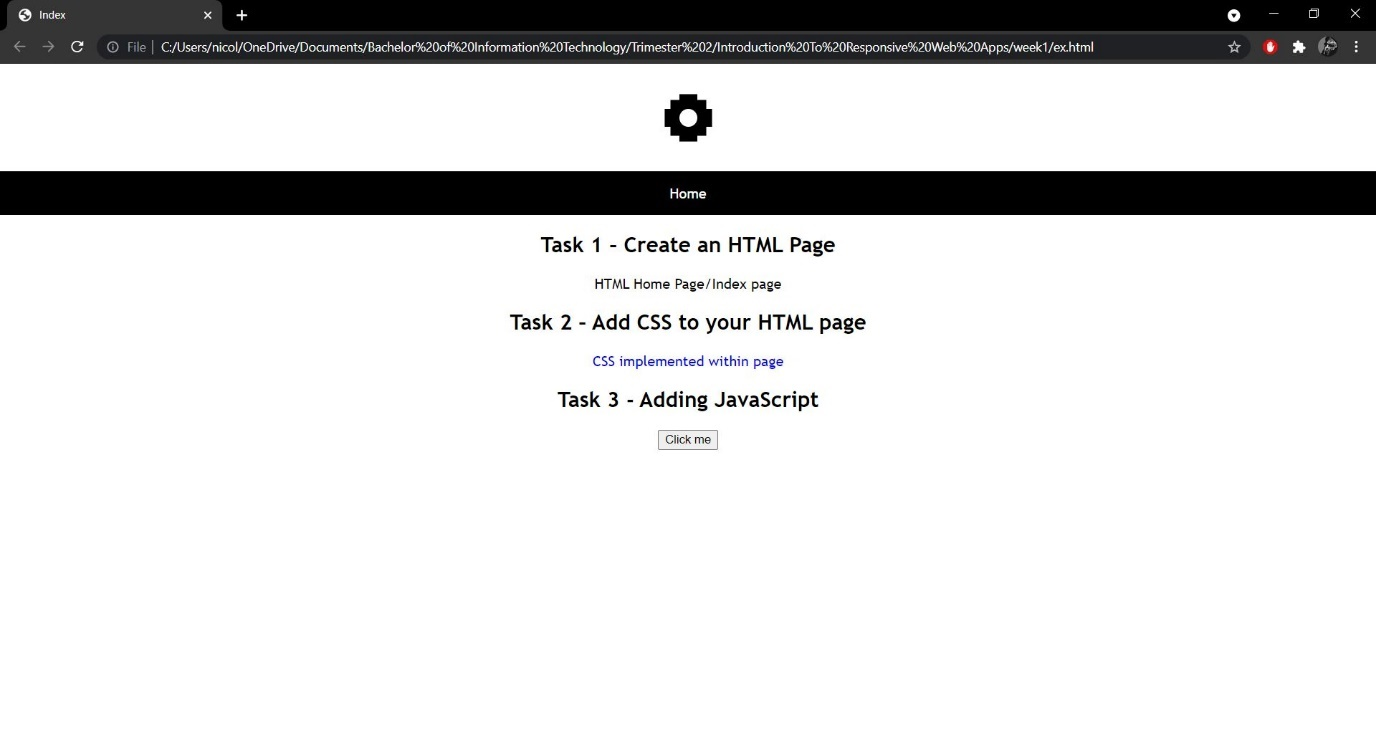 Index
File
C:/Users/nicol/OneDrive/Documents/Bachelor%20of%20Information%20Technology/Trimester%202/Introduction%20To%20Responsive%20Web%20Apps/week1/ex.html
Home
Task 1 - Create an HTML Page
HTML Home Page/Index page
Task 2 - Add CSS to your HTML page
CSS implemented within page
Task 3 - Adding JavaScript
Click me